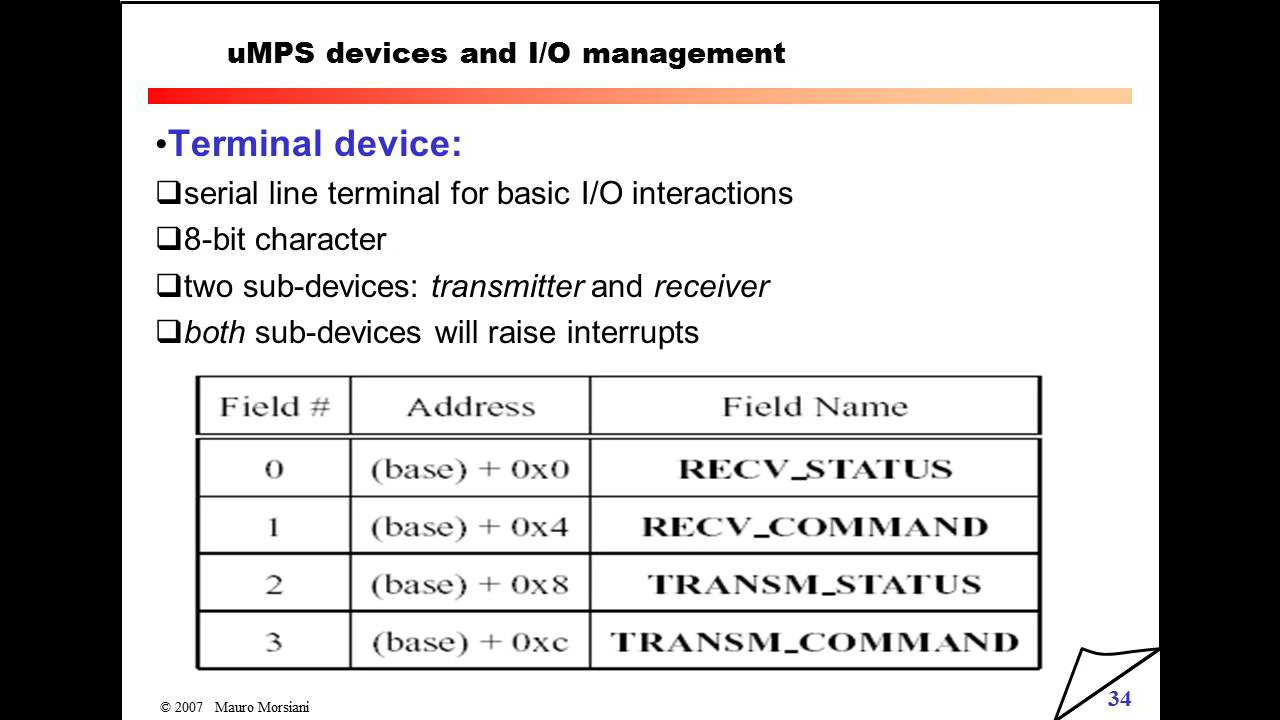 uMPS devices and I/O management
•Terminal device:
❑serial line terminal for basic I/O interactions
❑8-bit character
❑two sub-devices: transmitter and receiver
❑both sub-devices will raise interrupts
Field # Address Field Name
0 (base) + 0x0 RECV_STATUS
1 (base) + 0x4 RECV_COMMAND
2 (base) + 0x8 TRANSM_STATUS
3 (base) + 0xc TRANSM_COMMAND
© 2007 Mauro Morsiani
34